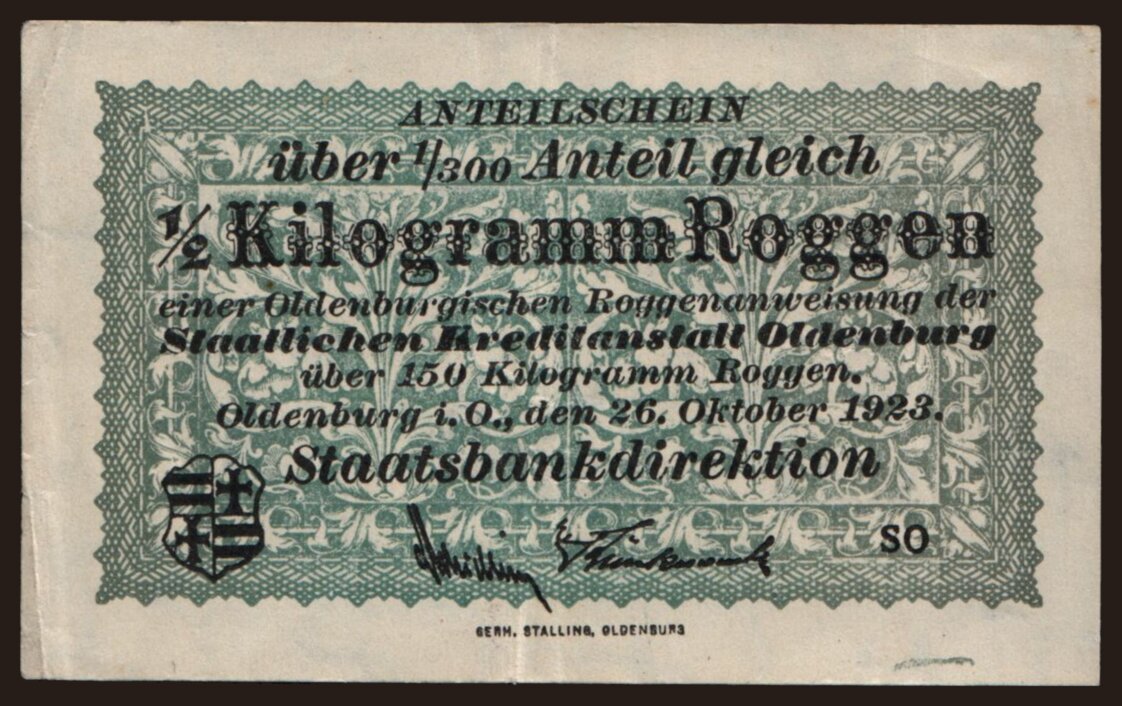 ANTEILSCHEIN
über 1/300 Anteil gleich
1/2 Kilogramm Roggen
einer Oldenburgischen Roggenanweisung der
Staatlichen Kreditanstalt Oldenburg
über 150 Kilogramm Roggen.
Oldenburg i. O., den 26. Oktober 1923.
Staatsbankdirektion
SO
GERH. STALLING, OLDENBURG